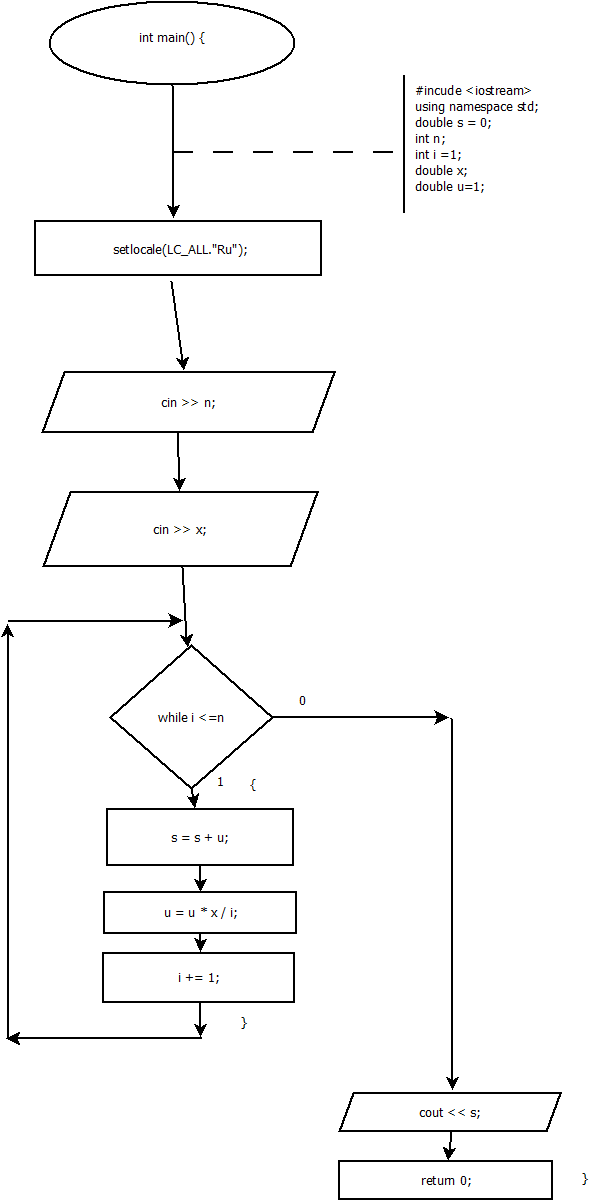 int main() {
#incude <iostream>
using namespace std;
double s = 0;
int n;
int i =1;
double x;
double u=1;
setlocale(LC_ALL."Ru");
cin >> n;
cin >> x;
while i <=n
0
1
{
s = s + u;
u = u * x / i;
i += 1;
}
cout << s;
return 0;
}